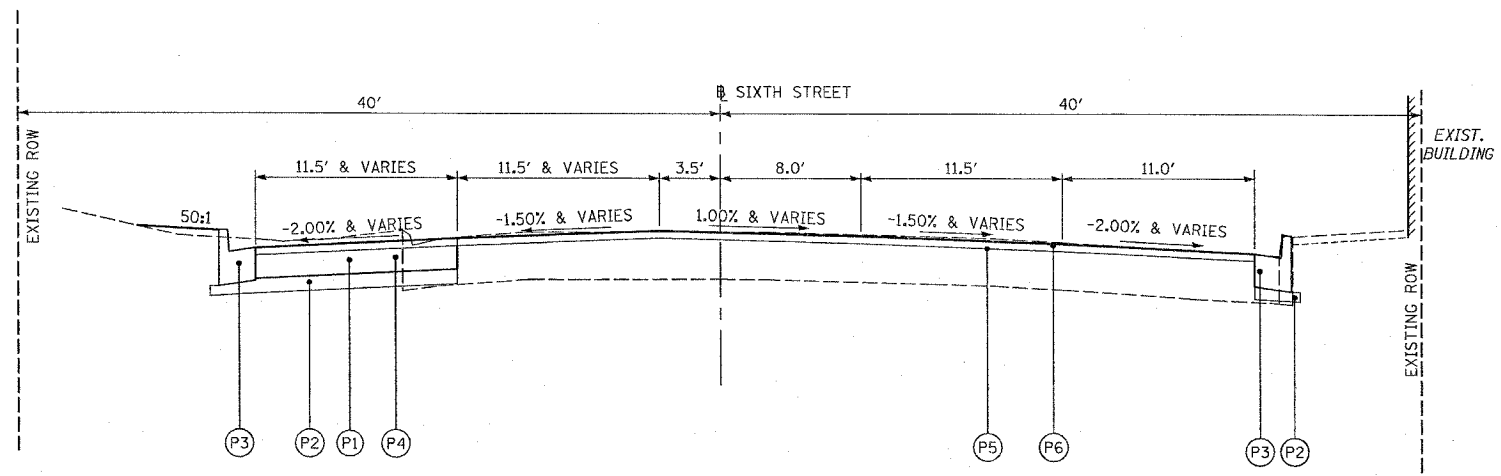 ℄ SIXTH STREET
40'
40'
EXISTING ROW
EXIST.
BUILDING
11.5' & VARIES
11.5' & VARIES
3.5'
8.0'
11.5'
11.0'
50:1
-2.00% & VARIES
-1.50% & VARIES
1.00% & VARIES
-1.50% & VARIES
-2.00% & VARIES
EXISTING ROW
P3
P2
P1
P4
P5
P6
P3
P2